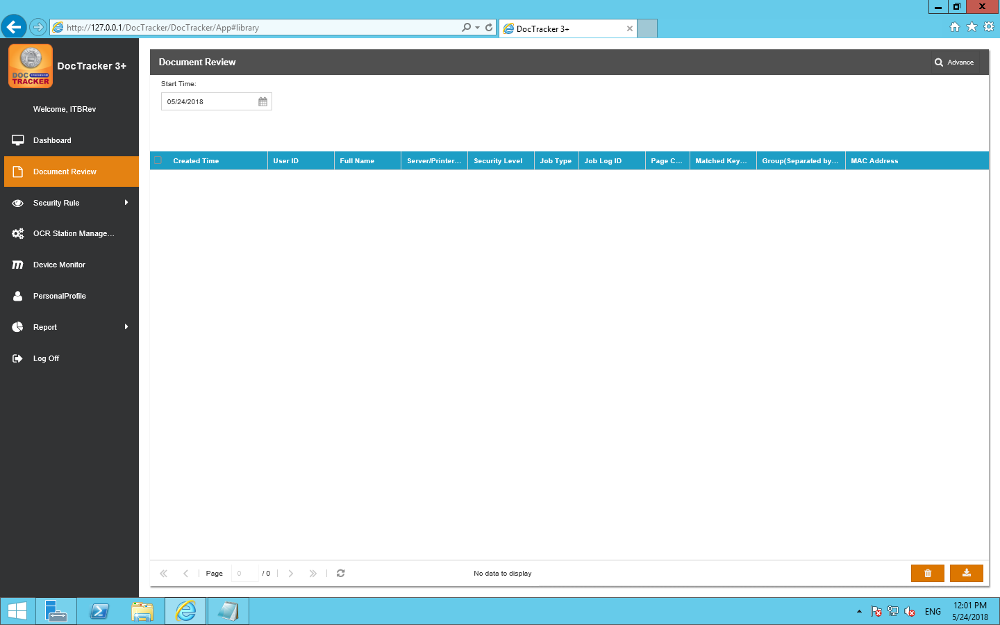 http://127.0.0.1/DocTracker/DocTracker/App#library
DocTracker 3+
DOC
TRACKER
DocTracker 3+
Welcome, ITBRev
Dashboard
Document Review
Security Rule
OCR Station Manage...
Device Monitor
PersonalProfile
Report
Log Off
Document Review
Advance
Start Time:
05/24/2018
Created Time
User ID
Full Name
Server/Printer...
Security Level
Job Type
Job Log ID
Page C...
Matched Key...
Group(Separated by...
MAC Address
Page 0 / 0
No data to display
ENG
12:01 PM
5/24/2018